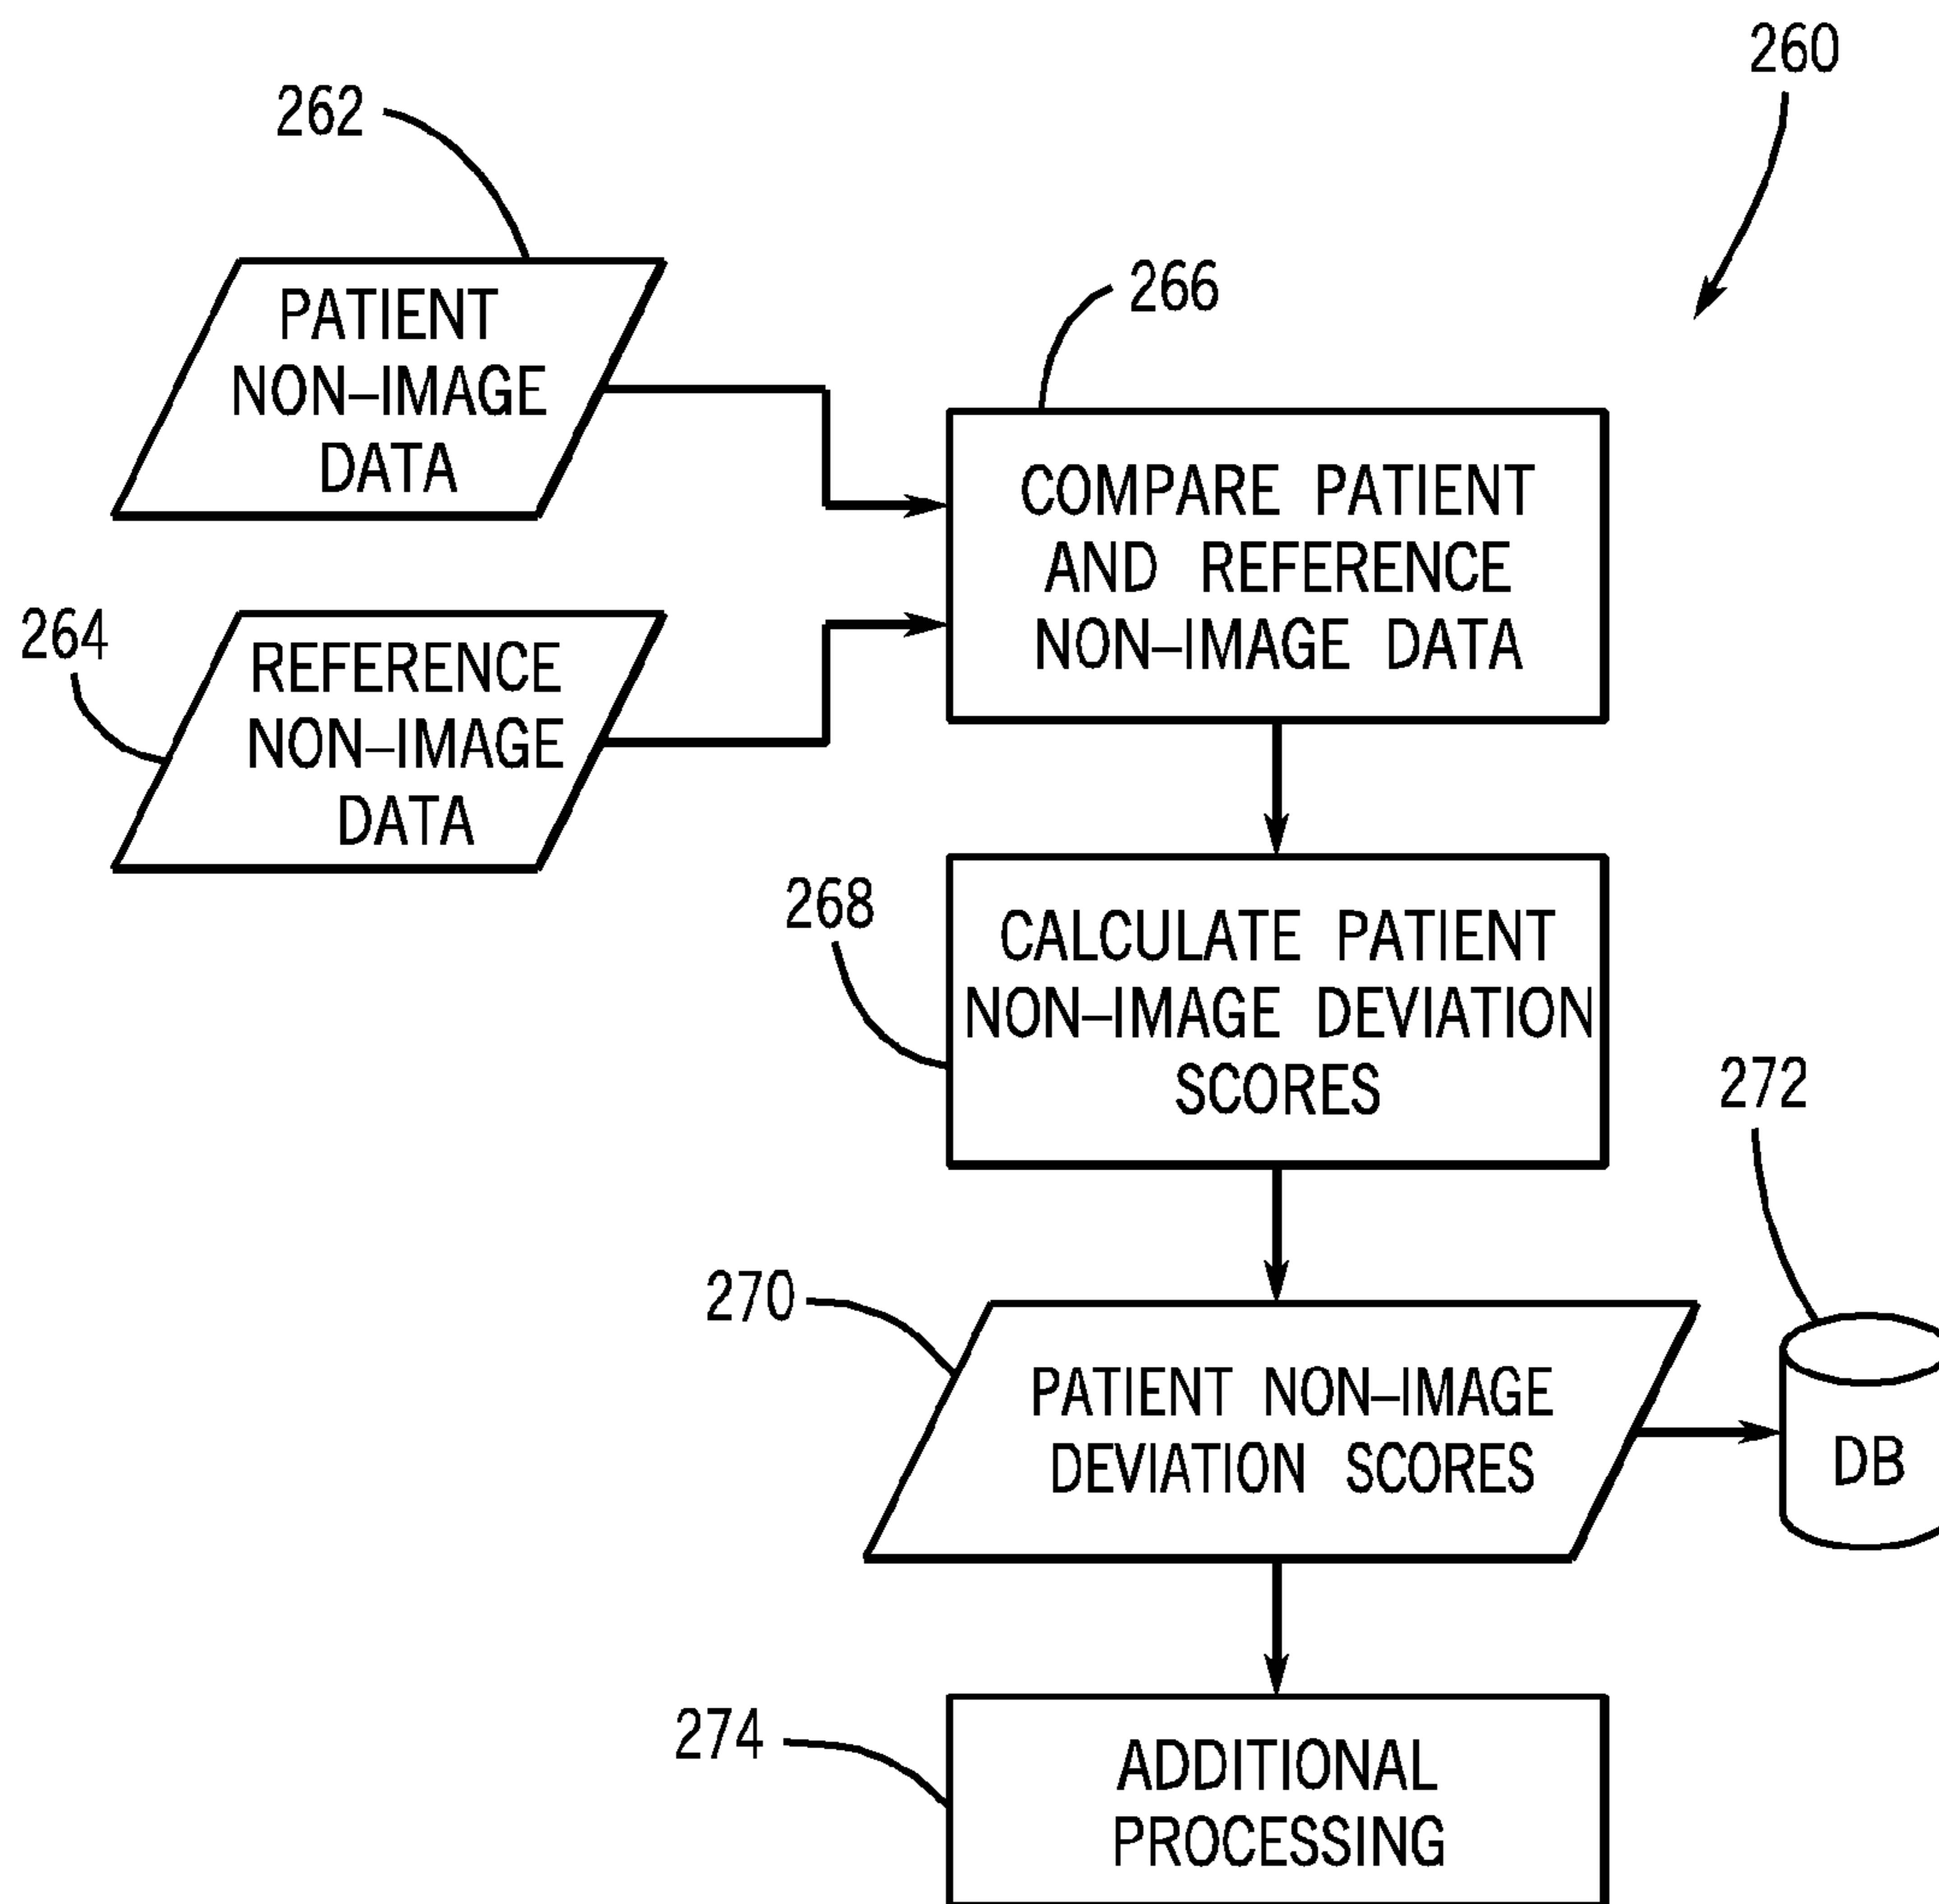 260
262
PATIENT
NON–IMAGE
DATA
266
COMPARE PATIENT
AND REFERENCE
NON–IMAGE DATA
264
REFERENCE
NON–IMAGE
DATA
268
CALCULATE PATIENT
NON–IMAGE DEVIATION
SCORES
272
270
PATIENT NON–IMAGE
DEVIATION SCORES
DB
274
ADDITIONAL
PROCESSING